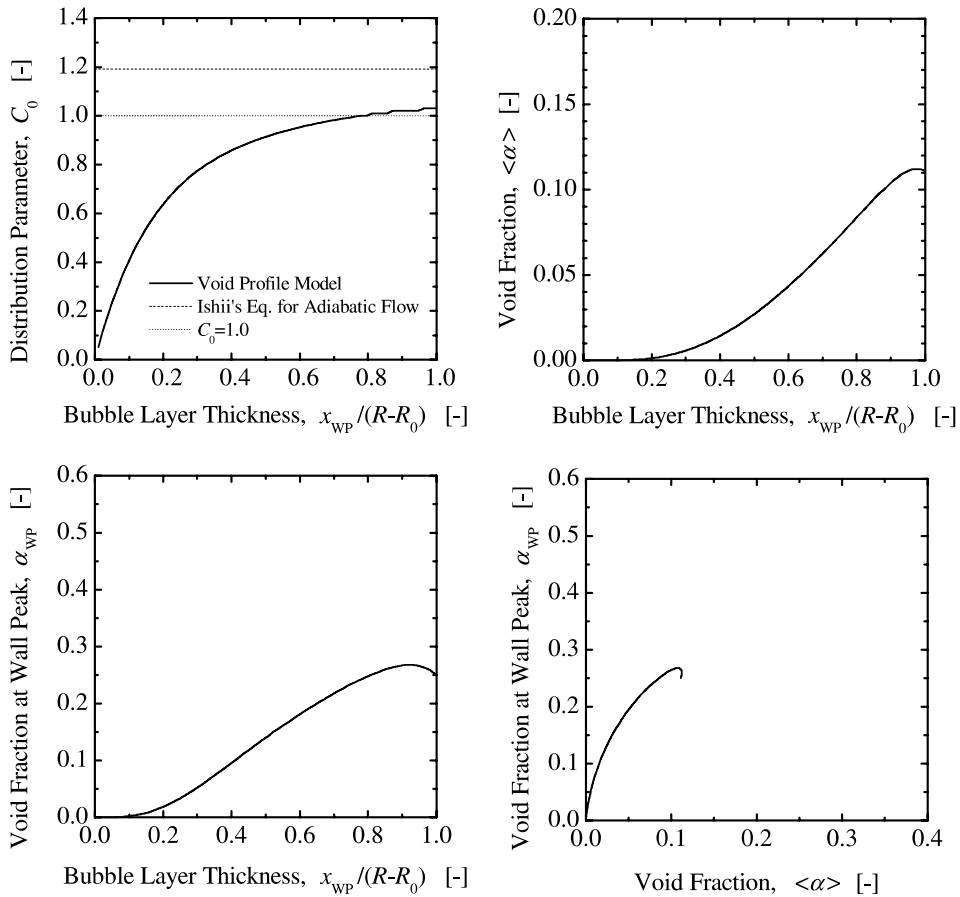 1.4
1.2
1.0
0.8
0.6
0.4
0.2
0.0
Distribution Parameter, C0 [-]
Void Profile Model
Ishii's Eq. for Adiabatic Flow
C0=1.0
0.0 0.2 0.4 0.6 0.8 1.0
Bubble Layer Thickness, xWP/(R-R0) [-]
0.20
0.15
0.10
0.05
0.00
Void Fraction, <α> [-]
0.0 0.2 0.4 0.6 0.8 1.0
Bubble Layer Thickness, xWP/(R-R0) [-]
0.6
0.5
0.4
0.3
0.2
0.1
0.0
Void Fraction at Wall Peak, αWP [-]
0.0 0.2 0.4 0.6 0.8 1.0
Bubble Layer Thickness, xWP/(R-R0) [-]
0.6
0.5
0.4
0.3
0.2
0.1
0.0
Void Fraction at Wall Peak, αWP [-]
0.0 0.1 0.2 0.3 0.4
Void Fraction, <α> [-]